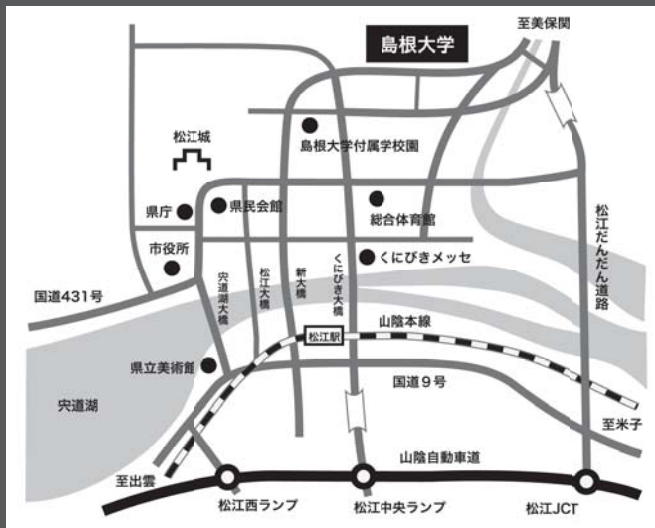 至美保関
島根大学
松江城
島根大学付属学校園
県庁
県民会館
総合体育館
市役所
くにびきメッセ
松江だんだん道路
国道431号
宍道湖大橋
松江大橋
新大橋
くにびき大橋
松江駅
山陰本線
県立美術館
国道9号
宍道湖
至米子
至出雲
山陰自動車道
松江西ランプ
松江中央ランプ
松江JCT